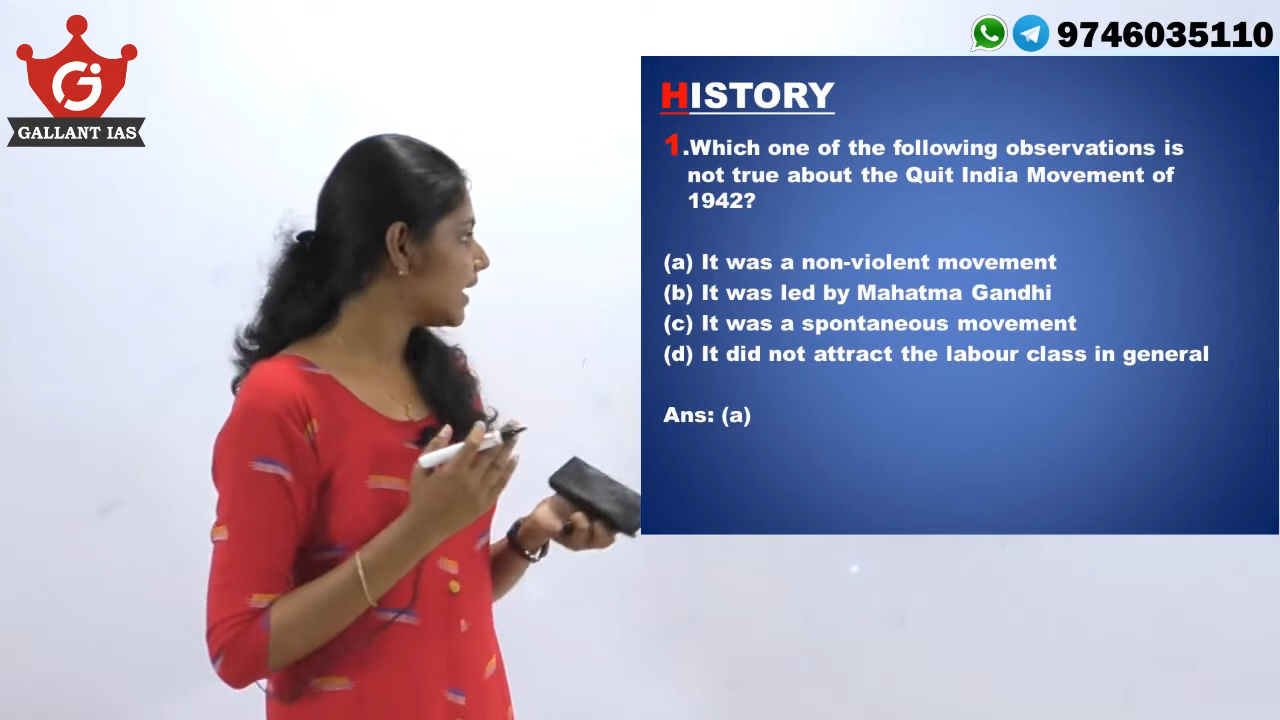 GALLANT IAS
9746035110
HISTORY
1.Which one of the following observations is
not true about the Quit India Movement of
1942?
(a) It was a non-violent movement
(b) It was led by Mahatma Gandhi
(c) It was a spontaneous movement
(d) It did not attract the labour class in general
Ans: (a)